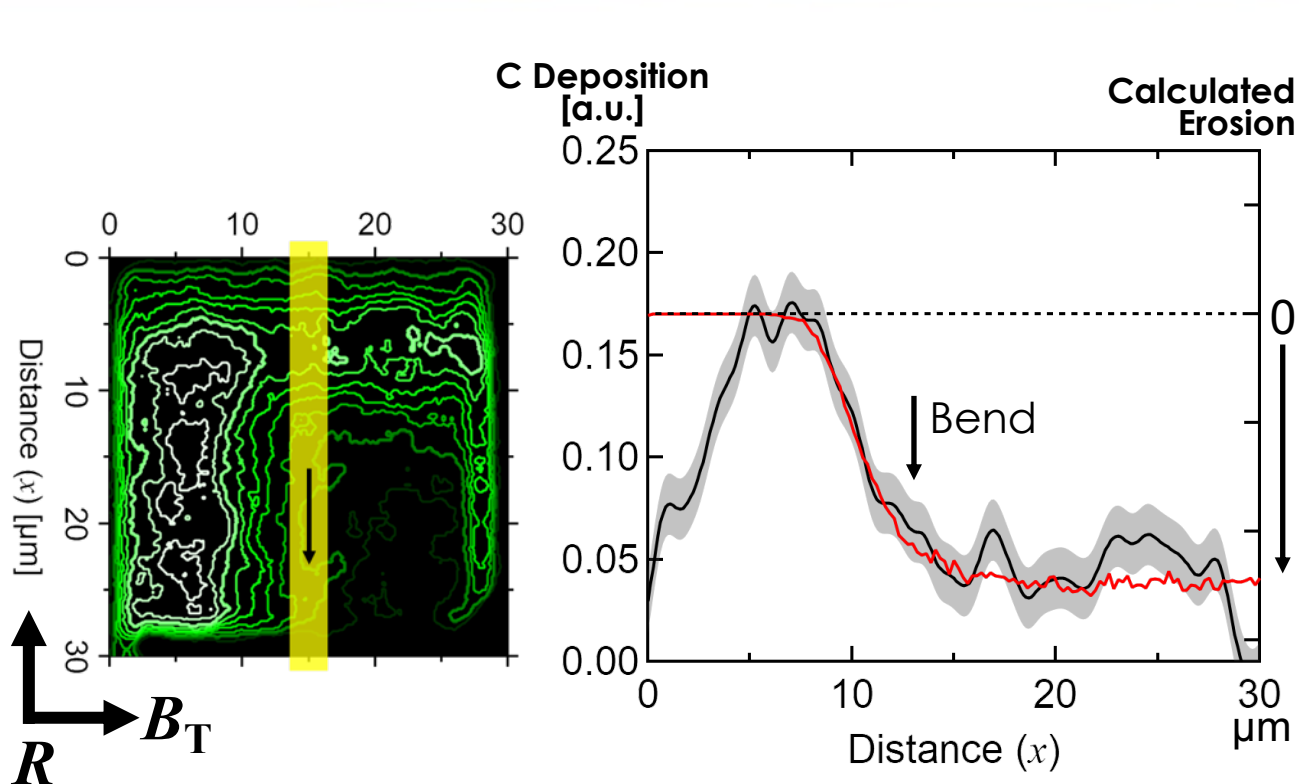 C Deposition
[a.u.]
Calculated
Erosion
0.25
0.20
0.15
0.10
0.05
0.00
0
Bend
0 10 20 30
µm
Distance (x)
0 10 20 30
0
10
20
30
Distance (x) [µm]
B_T
R